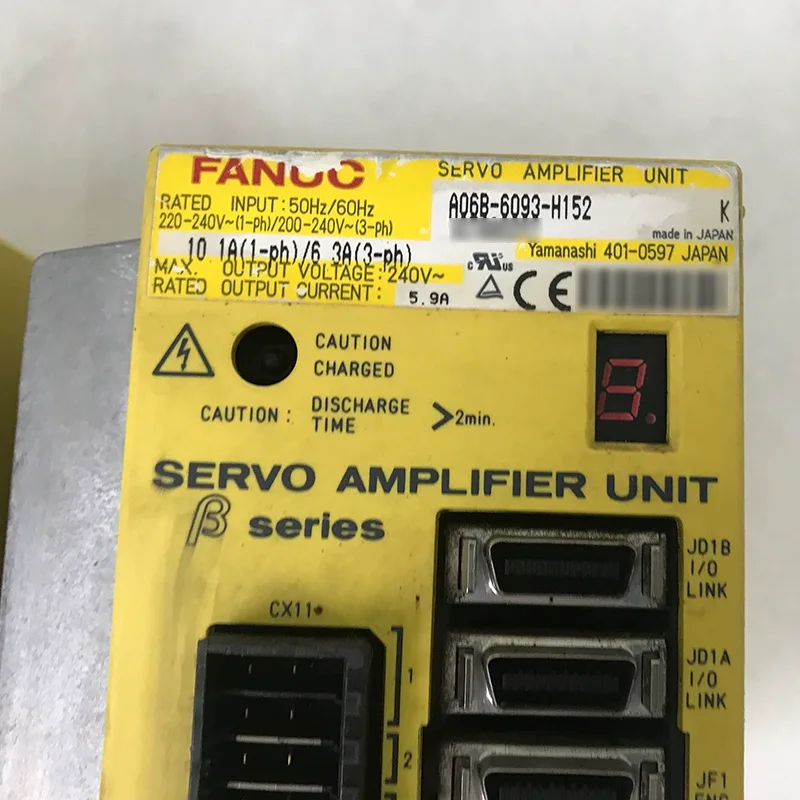 FANUC SERVO AMPLIFIER UNIT
RATED INPUT:50Hz/60Hz
220-240V~(1-ph)/200-240V~(3-ph)
10 1A(1-ph)/6 3A(3-ph)
MAX. OUTPUT VOLTAGE:240V~
RATED OUTPUT CURRENT: 5.9A
A06B-6093-H152 K
made in JAPAN
Yamanashi 401-0597 JAPAN
c RU us CE
CAUTION
CHARGED
CAUTION: DISCHARGE TIME >2min.
8.
SERVO AMPLIFIER UNIT
β series
JD1B
I/O
LINK
CX11
1
JD1A
I/O
LINK
2
JF1